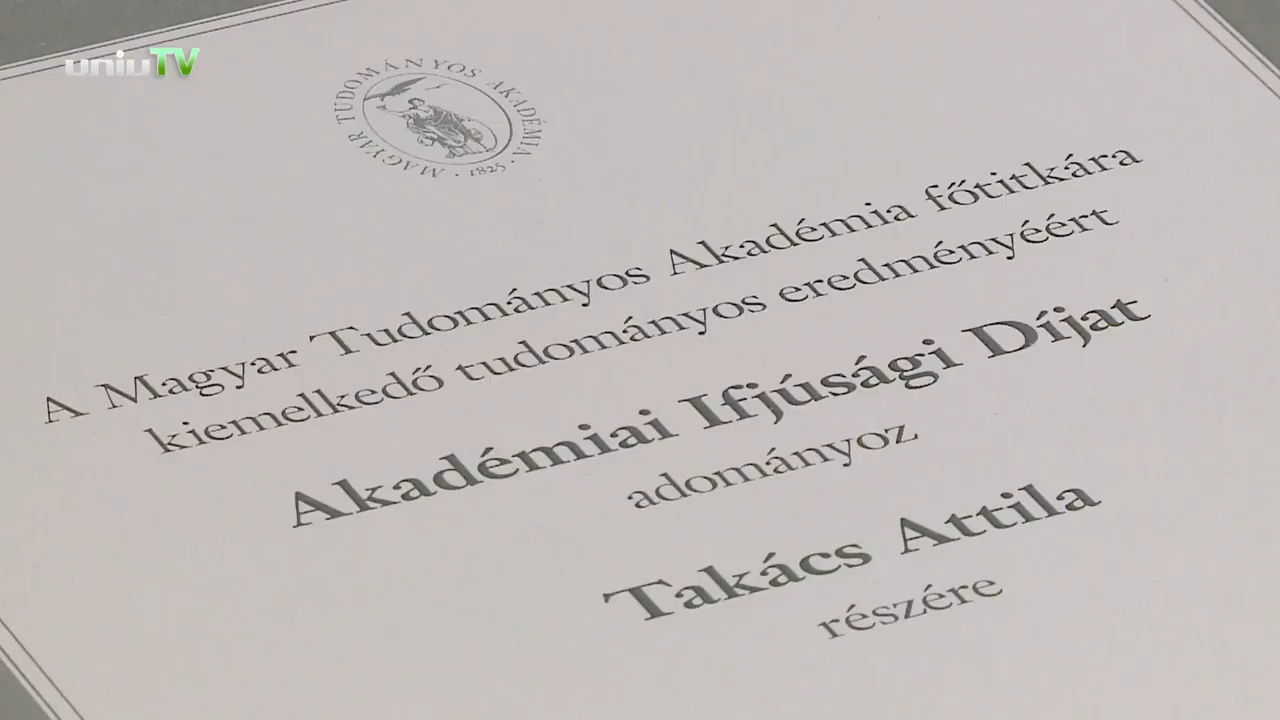 uniuTV
MAGYAR TUDOMÁNYOS AKADÉMIA · 1825 ·
A Magyar Tudományos Akadémia főtitkára
kiemelkedő tudományos eredményéért
Akadémiai Ifjúsági Díjat
adományoz
Takács Attila
részére